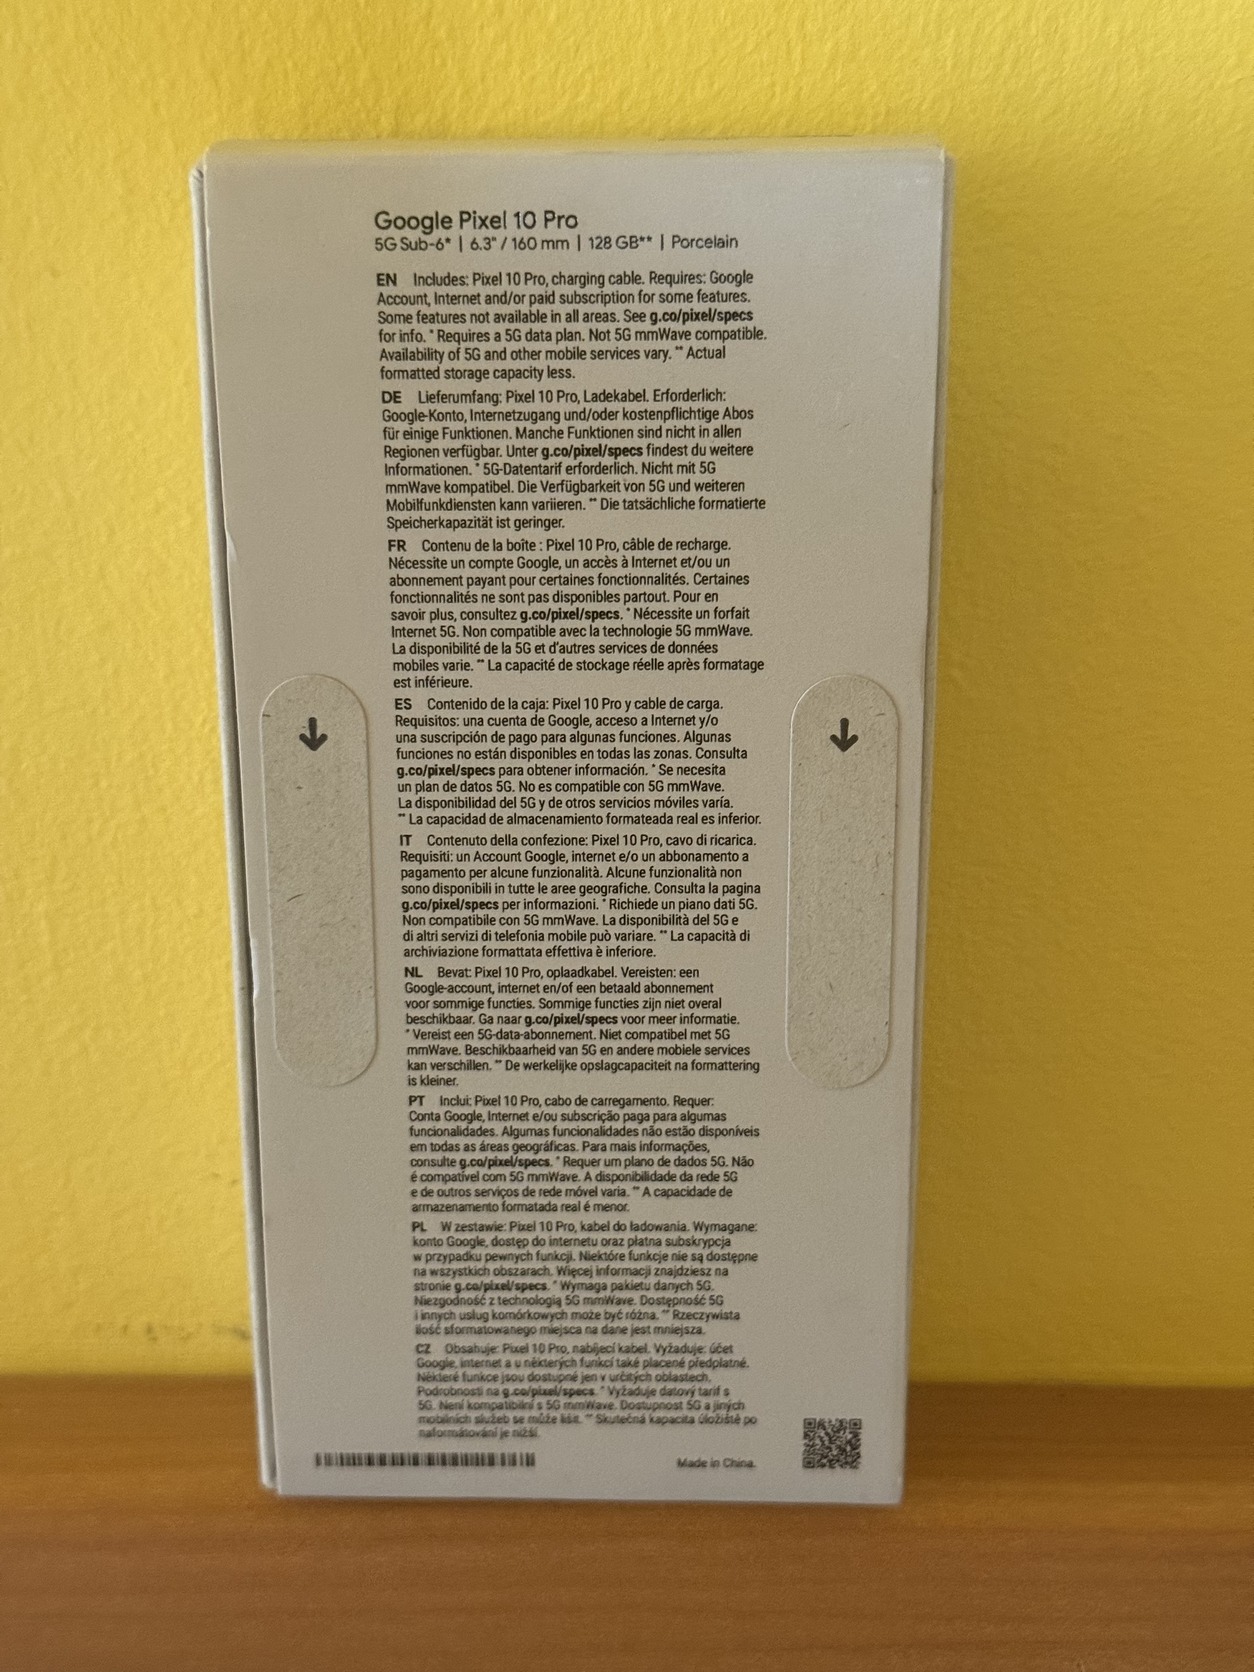 Google Pixel 10 Pro
5G Sub-6* | 6.3" / 160 mm | 128 GB** | Porcelain
EN Includes: Pixel 10 Pro, charging cable. Requires: Google
Account, Internet and/or paid subscription for some features.
Some features not available in all areas. See g.co/pixel/specs
for info. * Requires a 5G data plan. Not 5G mmWave compatible.
Availability of 5G and other mobile services vary. ** Actual
formatted storage capacity less.
DE Lieferumfang: Pixel 10 Pro, Ladekabel. Erforderlich:
Google-Konto, Internetzugang und/oder kostenpflichtige Abos
für einige Funktionen. Manche Funktionen sind nicht in allen
Regionen verfügbar. Unter g.co/pixel/specs findest du weitere
Informationen. * 5G-Datentarif erforderlich. Nicht mit 5G
mmWave kompatibel. Die Verfügbarkeit von 5G und weiteren
Mobilfunkdiensten kann variieren. ** Die tatsächliche formatierte
Speicherkapazität ist geringer.
FR Contenu de la boîte : Pixel 10 Pro, câble de recharge.
Nécessite un compte Google, un accès à Internet et/ou un
abonnement payant pour certaines fonctionnalités. Certaines
fonctionnalités ne sont pas disponibles partout. Pour en
savoir plus, consultez g.co/pixel/specs. * Nécessite un forfait
Internet 5G. Non compatible avec la technologie 5G mmWave.
La disponibilité de la 5G et d'autres services de données
mobiles varie. ** La capacité de stockage réelle après formatage
est inférieure.
ES Contenido de la caja: Pixel 10 Pro y cable de carga.
Requisitos: una cuenta de Google, acceso a Internet y/o
una suscripción de pago para algunas funciones. Algunas
funciones no están disponibles en todas las zonas. Consulta
g.co/pixel/specs para obtener información. * Se necesita
un plan de datos 5G. No es compatible con 5G mmWave.
La disponibilidad del 5G y de otros servicios móviles varía.
** La capacidad de almacenamiento formateada real es inferior.
IT Contenuto della confezione: Pixel 10 Pro, cavo di ricarica.
Requisiti: un Account Google, internet e/o un abbonamento a
pagamento per alcune funzionalità. Alcune funzionalità non
sono disponibili in tutte le aree geografiche. Consulta la pagina
g.co/pixel/specs per informazioni. * Richiede un piano dati 5G.
Non compatibile con 5G mmWave. La disponibilità del 5G e
di altri servizi di telefonia mobile può variare. ** La capacità di
archiviazione formattata effettiva è inferiore.
NL Bevat: Pixel 10 Pro, oplaadkabel. Vereisten: een
Google-account, internet en/of een betaald abonnement
voor sommige functies. Sommige functies zijn niet overal
beschikbaar. Ga naar g.co/pixel/specs voor meer informatie.
* Vereist een 5G-data-abonnement. Niet compatibel met 5G
mmWave. Beschikbaarheid van 5G en andere mobiele services
kan verschillen. ** De werkelijke opslagcapaciteit na formattering
is kleiner.
PT Inclui: Pixel 10 Pro, cabo de carregamento. Requer:
Conta Google, Internet e/ou subscrição paga para algumas
funcionalidades. Algumas funcionalidades não estão disponíveis
em todas as áreas geográficas. Para mais informações,
consulte g.co/pixel/specs. * Requer um plano de dados 5G. Não
é compatível com 5G mmWave. A disponibilidade da rede 5G
e de outros serviços de rede móvel varia. ** A capacidade de
armazenamento formatada real é menor.
PL W zestawie: Pixel 10 Pro, kabel do ładowania. Wymagane:
konto Google, dostęp do internetu oraz płatna subskrypcja
w przypadku pewnych funkcji. Niektóre funkcje nie są dostępne
na wszystkich obszarach. Więcej informacji znajdziesz na
stronie g.co/pixel/specs. * Wymaga pakietu danych 5G.
Niezgodność z technologią 5G mmWave. Dostępność 5G
i innych usług komórkowych może być różna. ** Rzeczywista
ilość sformatowanego miejsca na dane jest mniejsza.
CZ Obsahuje: Pixel 10 Pro, nabíjecí kabel. Vyžaduje: účet
Google, internet a u některých funkcí také placené předplatné.
Některé funkce jsou dostupné jen v určitých oblastech.
Podrobnosti na g.co/pixel/specs. * Vyžaduje datový tarif s
5G. Není kompatibilní s 5G mmWave. Dostupnost 5G a jiných
mobilních služeb se může lišit. ** Skutečná kapacita úložiště po
naformátování je nižší.
Made in China.